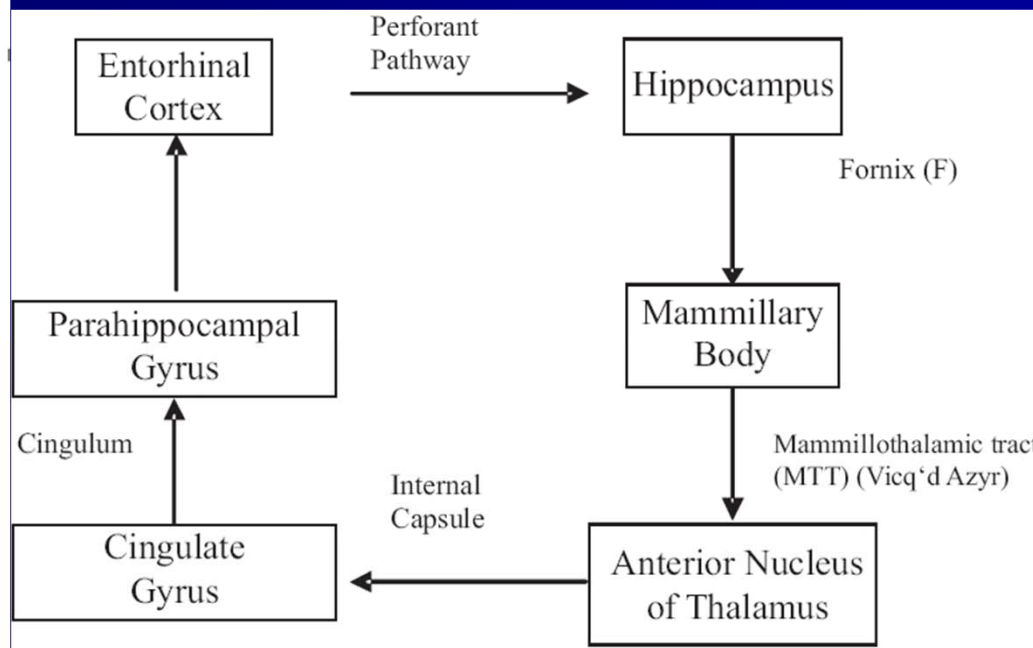 Perforant
Pathway
Entorhinal
Cortex
Hippocampus
Fornix (F)
Parahippocampal
Gyrus
Mammillary
Body
Cingulum
Mammillothalamic tract
(MTT) (Vicq‘d Azyr)
Internal
Capsule
Cingulate
Gyrus
Anterior Nucleus
of Thalamus